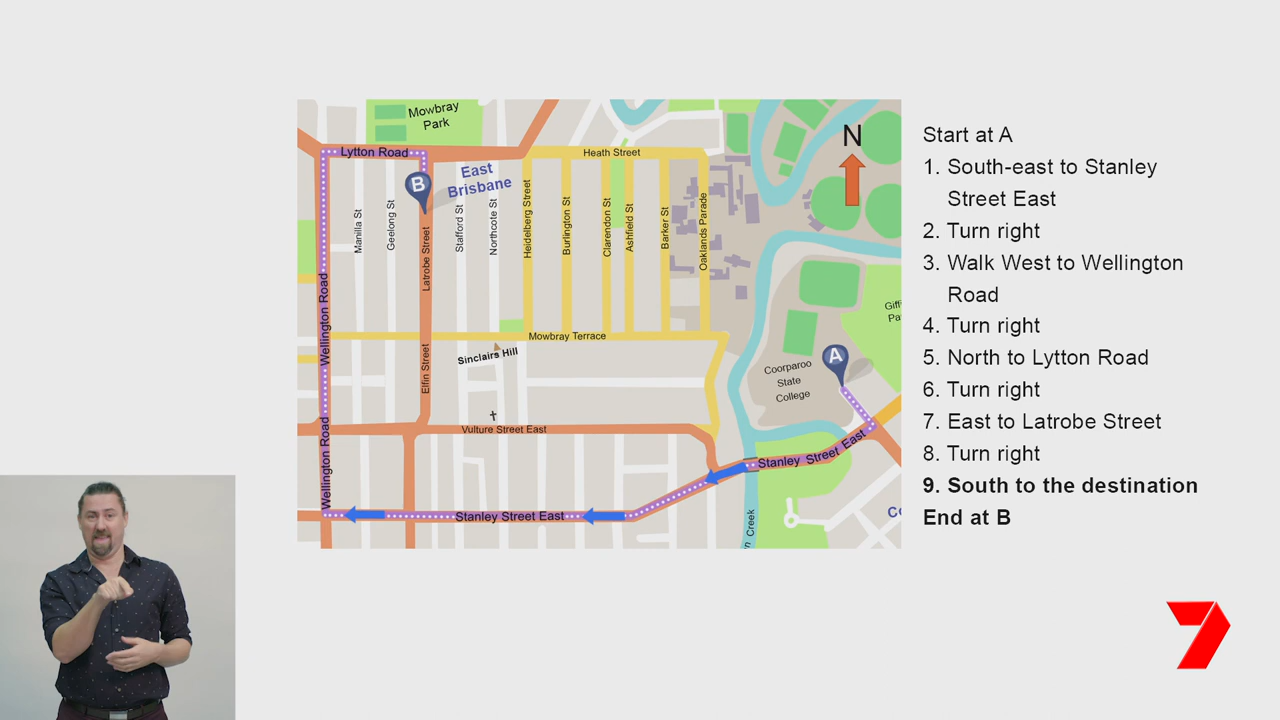 Mowbray
Park
Lytton Road
Heath Street
N
B
East
Brisbane
Manilla St
Geelong St
Latrobe Street
Stafford St
Northcote St
Heidelberg Street
Burlington St
Clarendon St
Ashfield St
Barker St
Oaklands Parade
Wellington Road
Mowbray Terrace
Sinclairs Hill
Elfin Street
A
Coorparoo
State
College
Vulture Street East
Wellington Road
Stanley Street East
Stanley Street East
Creek
Start at A
1. South-east to Stanley
Street East
2. Turn right
3. Walk West to Wellington
Road
4. Turn right
5. North to Lytton Road
6. Turn right
7. East to Latrobe Street
8. Turn right
9. South to the destination
End at B
7